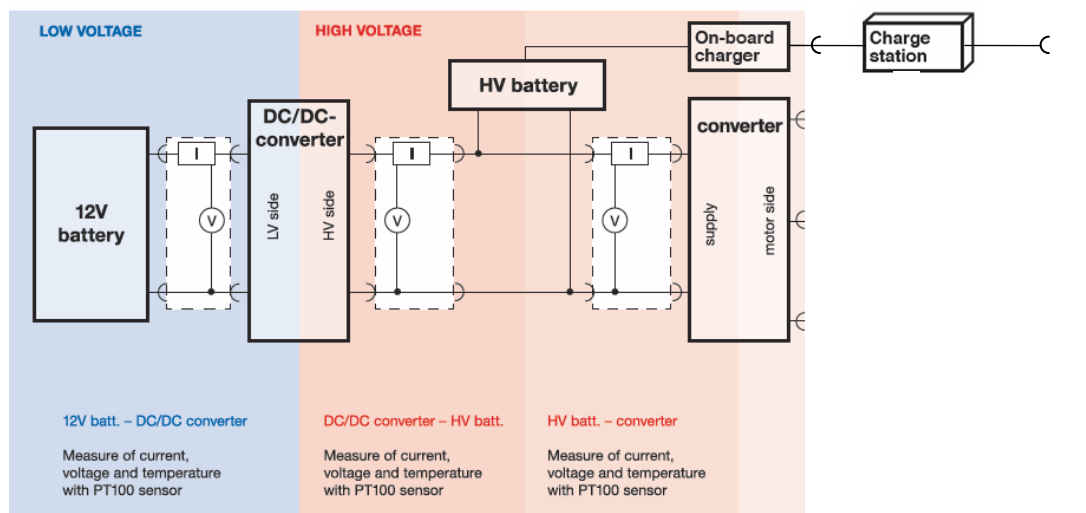 LOW VOLTAGE
HIGH VOLTAGE
On-board
charger
Charge
station
HV battery
DC/DC-
converter
converter
12V
battery
I
V
LV side
HV side
I
V
I
V
supply
motor side
12V batt. – DC/DC converter
Measure of current,
voltage and temperature
with PT100 sensor
DC/DC converter – HV batt.
Measure of current,
voltage and temperature
with PT100 sensor
HV batt. – converter
Measure of current,
voltage and temperature
with PT100 sensor